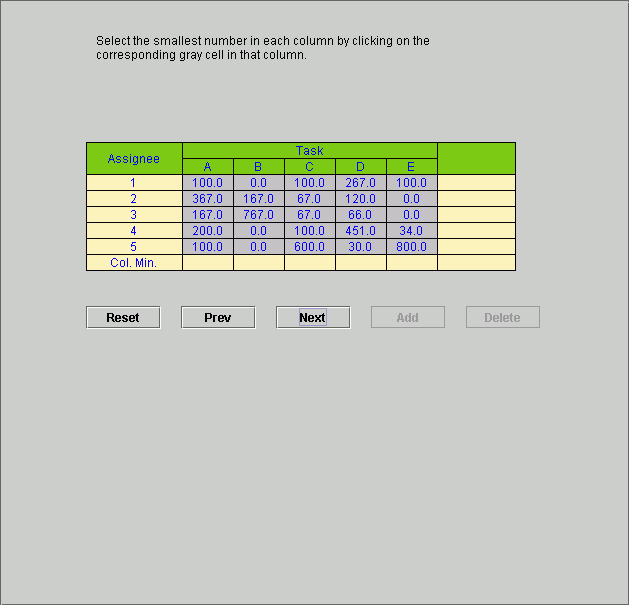 Select the smallest number in each column by clicking on the
corresponding gray cell in that column.
Assignee Task
A B C D E
1 100.0 0.0 100.0 267.0 100.0
2 367.0 167.0 67.0 120.0 0.0
3 167.0 767.0 67.0 66.0 0.0
4 200.0 0.0 100.0 451.0 34.0
5 100.0 0.0 600.0 30.0 800.0
Col. Min.
Reset Prev Next Add Delete